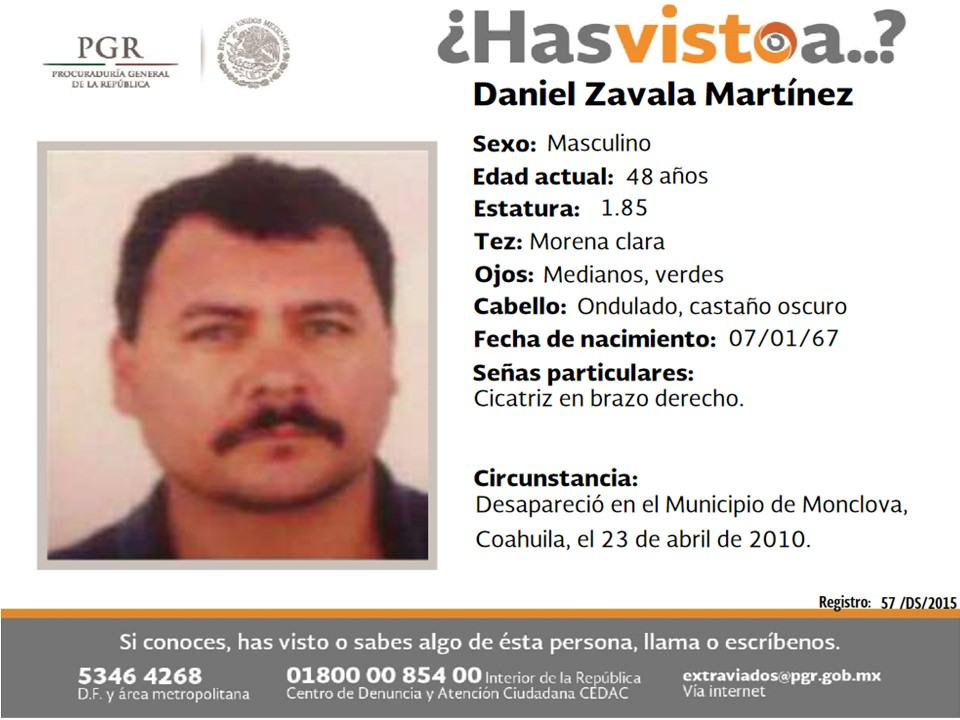 PGR
PROCURADURÍA GENERAL
DE LA REPÚBLICA
ESTADOS UNIDOS MEXICANOS
¿Hasvistoa..?
Daniel Zavala Martínez
Sexo: Masculino
Edad actual: 48 años
Estatura: 1.85
Tez: Morena clara
Ojos: Medianos, verdes
Cabello: Ondulado, castaño oscuro
Fecha de nacimiento: 07/01/67
Señas particulares:
Cicatriz en brazo derecho.
Circunstancia:
Desapareció en el Municipio de Monclova,
Coahuila, el 23 de abril de 2010.
Registro: 57 /DS/2015
Si conoces, has visto o sabes algo de ésta persona, llama o escríbenos.
5346 4268
D.F. y área metropolitana
01800 00 854 00 Interior de la República
Centro de Denuncia y Atención Ciudadana CEDAC
extraviados@pgr.gob.mx
Vía internet